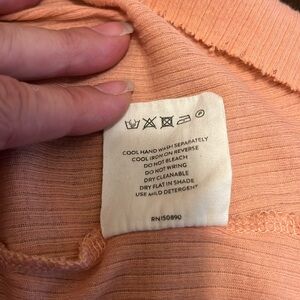 COOL HAND WASH SEPARATELY
COOL IRON ON REVERSE
DO NOT BLEACH
DO NOT WRING
DRY CLEANABLE
DRY FLAT IN SHADE
USE MILD DETERGENT
RN150890